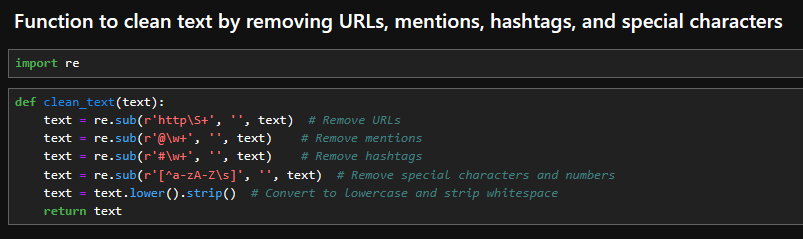 Function to clean text by removing URLs, mentions, hashtags, and special characters
import re
def clean_text(text):
    text = re.sub(r'http\S+', '', text)  # Remove URLs
    text = re.sub(r'@\w+', '', text)    # Remove mentions
    text = re.sub(r'#\w+', '', text)    # Remove hashtags
    text = re.sub(r'[^a-zA-Z\s]', '', text)  # Remove special characters and numbers
    text = text.lower().strip()  # Convert to lowercase and strip whitespace
    return text